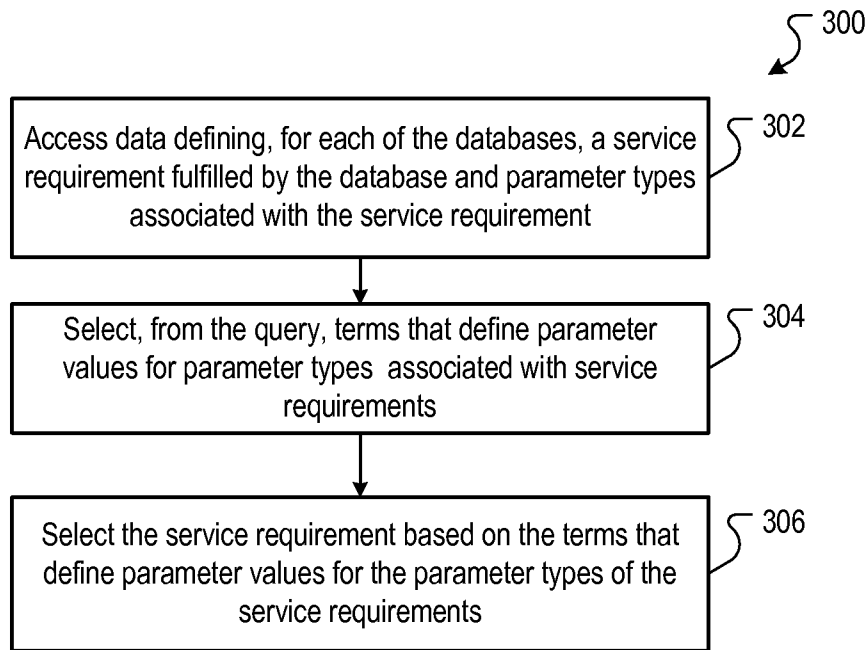 300
Access data defining, for each of the databases, a service
requirement fulfilled by the database and parameter types
associated with the service requirement
302
Select, from the query, terms that define parameter
values for parameter types associated with service
requirements
304
Select the service requirement based on the terms that
define parameter values for the parameter types of the
service requirements
306